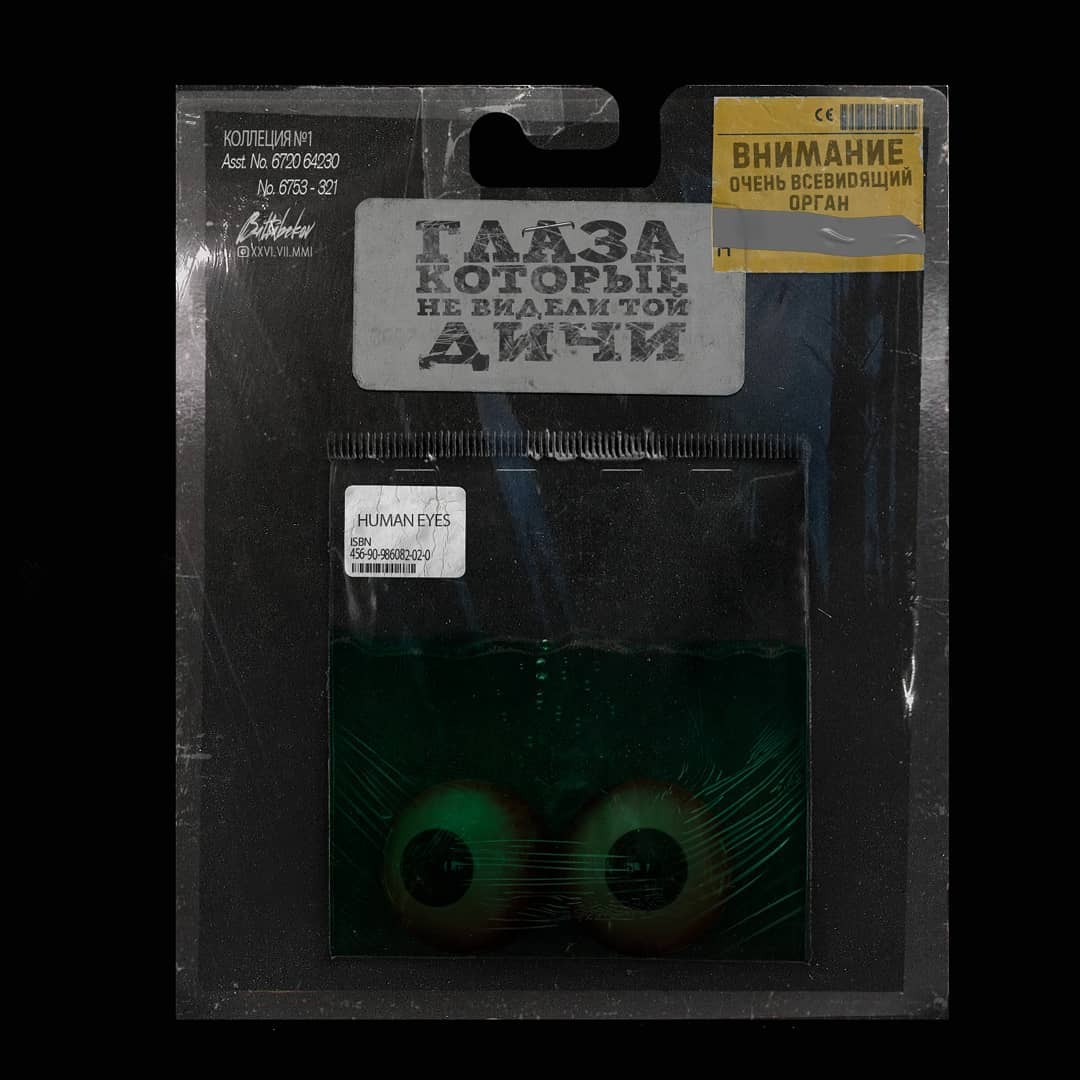 КОЛЛЕЦИЯ №1
Asst. No. 6720 64230
No. 6753 - 321
XXVI.VII.MMI
CE
ВНИМАНИЕ
ОЧЕНЬ ВСЕВИДЯЩИЙ
ОРГАН
ГЛАЗА
КОТОРЫЕ
НЕ ВИДЕЛИ ТОЙ
ДИЧИ
HUMAN EYES
ISBN
456-90-986082-02-0